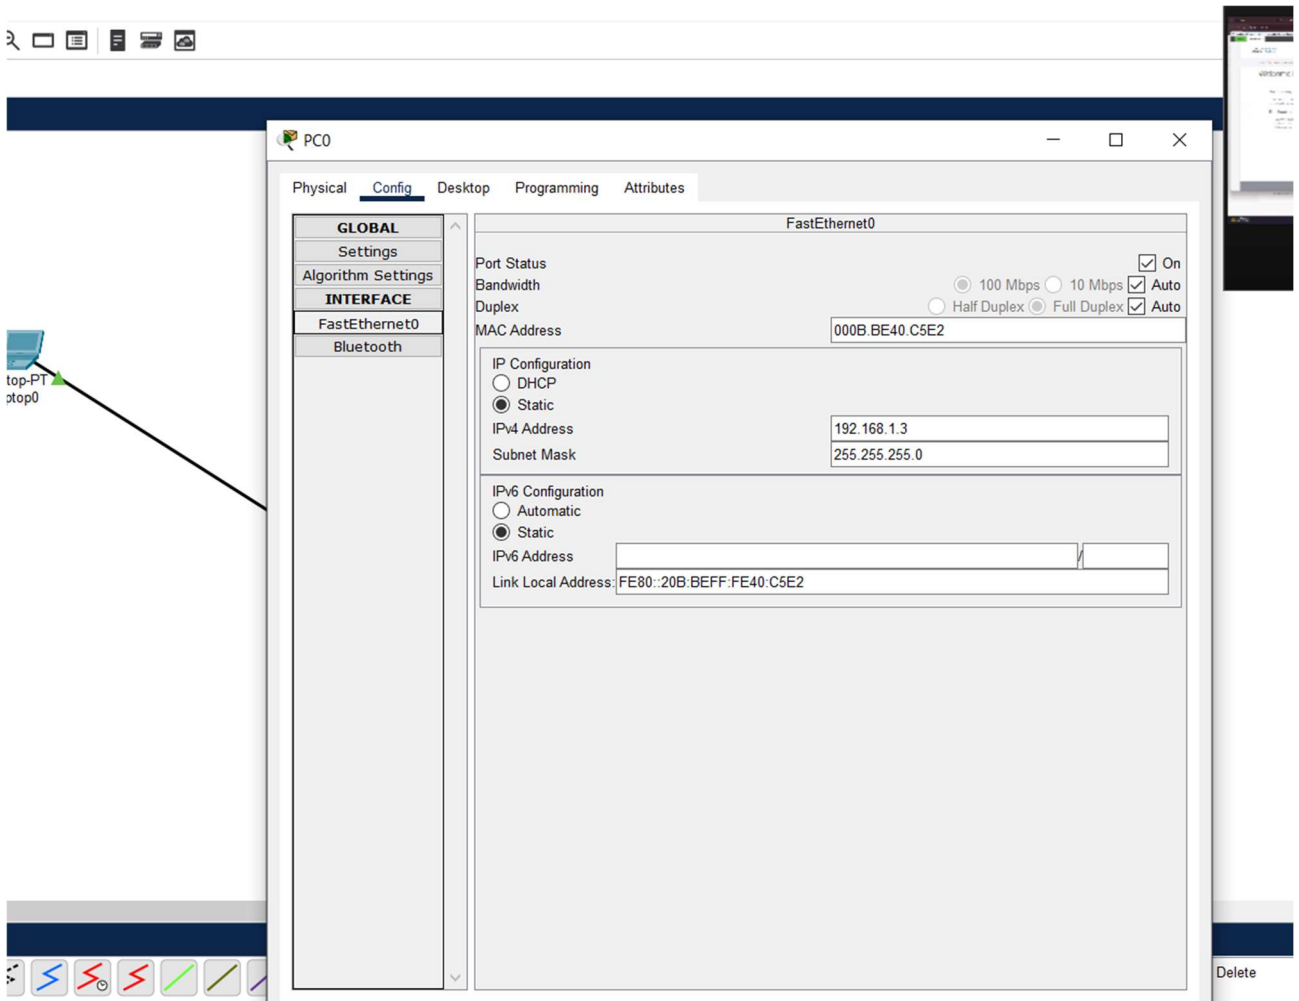 PC0
Physical Config Desktop Programming Attributes
GLOBAL
Settings
Algorithm Settings
INTERFACE
FastEthernet0
Bluetooth
FastEthernet0
Port Status On
Bandwidth 100 Mbps 10 Mbps Auto
Duplex Half Duplex Full Duplex Auto
MAC Address 000B.BE40.C5E2
IP Configuration
DHCP
Static
IPv4 Address 192.168.1.3
Subnet Mask 255.255.255.0
IPv6 Configuration
Automatic
Static
IPv6 Address /
Link Local Address: FE80::20B:BEFF:FE40:C5E2
top-PT
ptop0
Delete